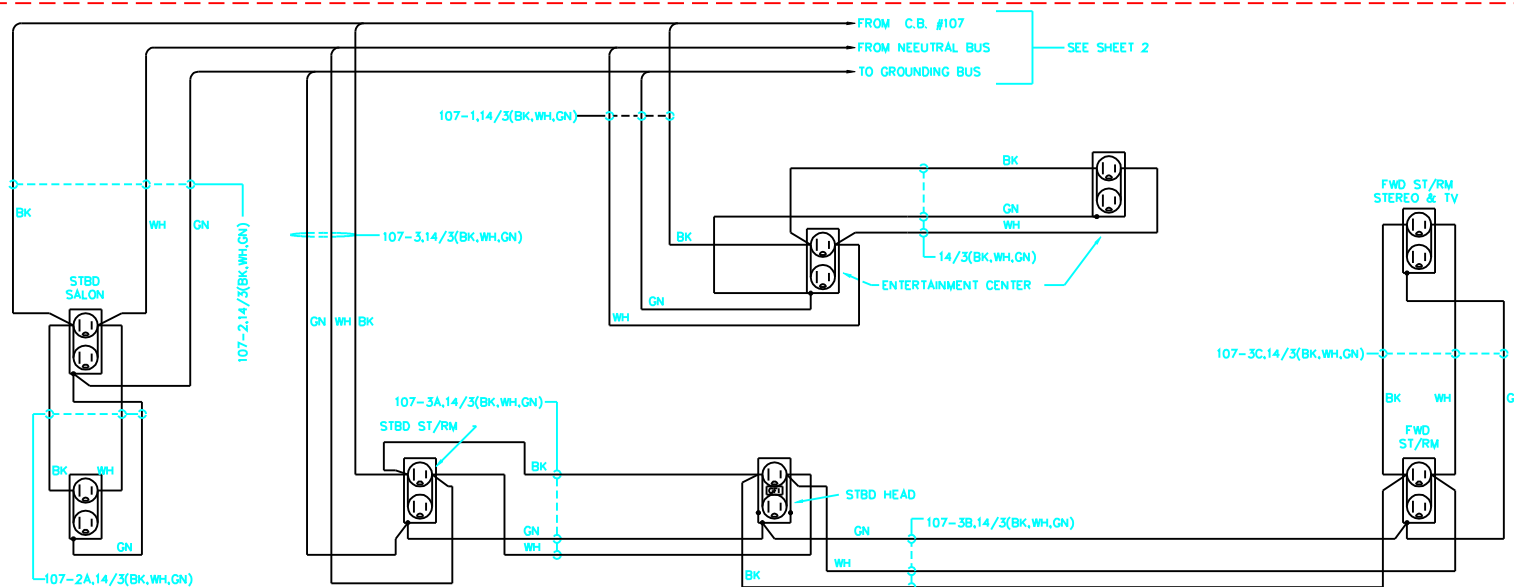 FROM C.B. #107
FROM NEEUTRAL BUS
SEE SHEET 2
TO GROUNDING BUS
107-1,14/3(BK,WH,GN)
BK
BK
WH
GN
FWD ST/RM
STEREO & TV
GN
WH
107-2,14/3(BK,WH,GN)
107-3,14/3(BK,WH,GN)
BK
14/3(BK,WH,GN)
STBD
SALON
ENTERTAINMENT CENTER
GN
WH
GN
WH
BK
107-3C,14/3(BK,WH,GN)
107-3A,14/3(BK,WH,GN)
BK
WH
STBD ST/RM
FWD
ST/RM
BK
WH
BK
STBD HEAD
107-3B,14/3(BK,WH,GN)
GN
GN
GN
WH
WH
BK
107-2A,14/3(BK,WH,GN)